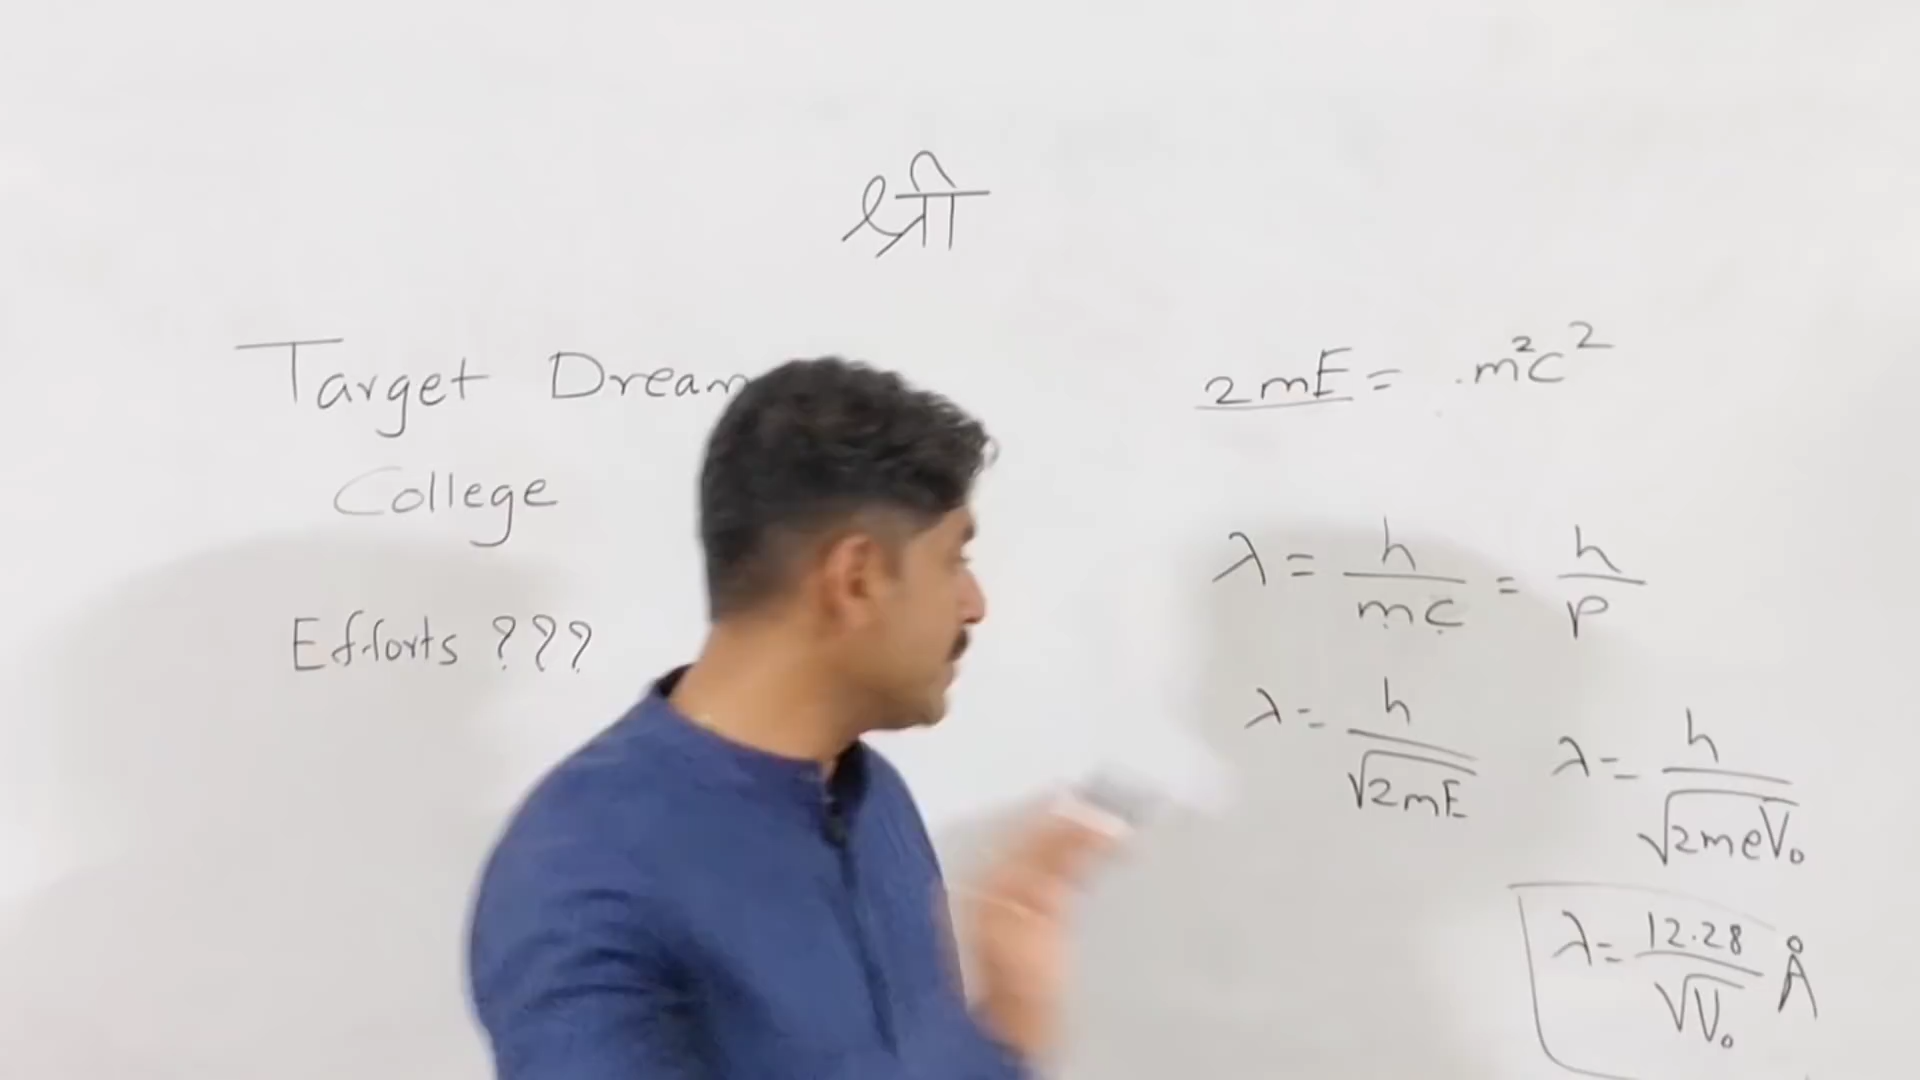 श्री
Target Dream
College
Efforts ???
2mE = m²c²
λ = h/mc = h/p
λ = h/√2mE
λ = h/√2meV₀
λ = 12.28/√V₀ Å